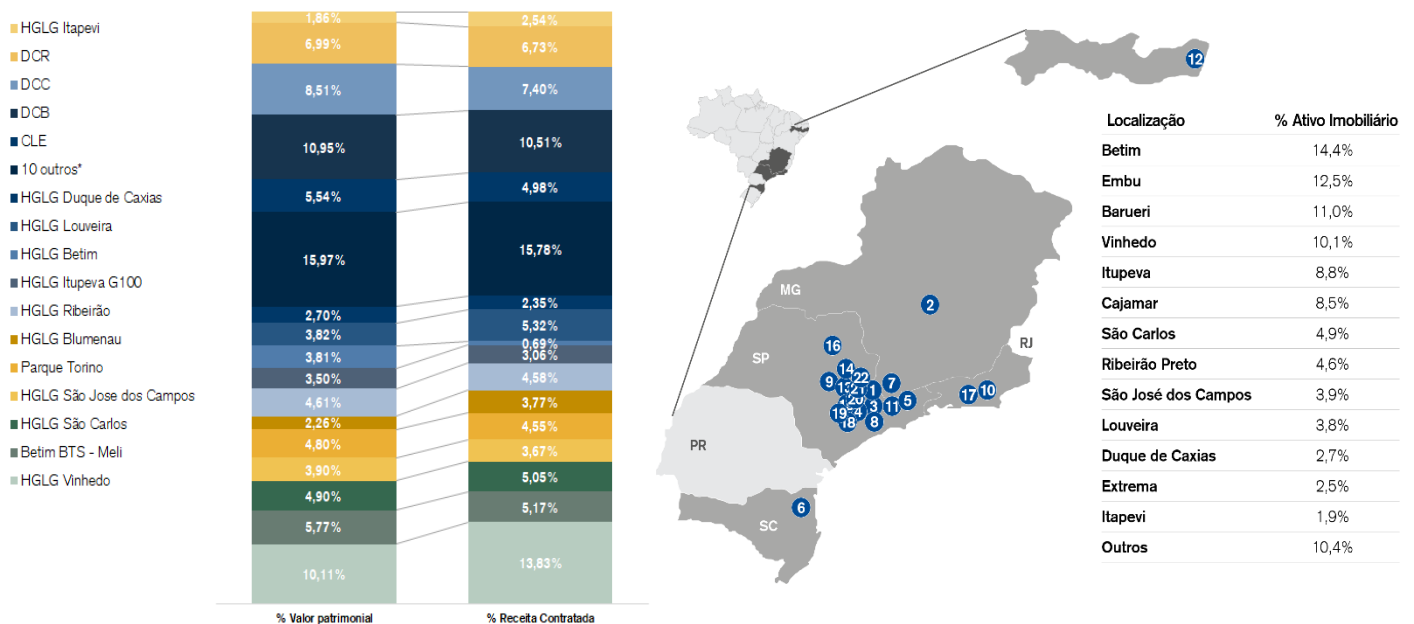 HGLG Itapevi
DCR
DCC
DCB
CLE
10 outros*
HGLG Duque de Caxias
HGLG Louveira
HGLG Betim
HGLG Itupeva G100
HGLG Ribeirão
HGLG Blumenau
Parque Torino
HGLG São Jose dos Campos
HGLG São Carlos
Betim BTS - Meli
HGLG Vinhedo
1,86%
6,99%
8,51%
10,95%
5,54%
15,97%
2,70%
3,82%
3,81%
3,50%
4,61%
2,26%
4,80%
3,90%
4,90%
5,77%
10,11%
% Valor patrimonial
2,54%
6,73%
7,40%
10,51%
4,98%
15,78%
2,35%
5,32%
0,69%
3,06%
4,58%
3,77%
4,55%
3,67%
5,05%
5,17%
13,83%
% Receita Contratada
12
MG
2
RJ
SP
16
14
22
9
13
21
1
7
20
3
11
5
17
10
19
4
18
8
PR
SC
6
Localização % Ativo Imobiliário
Betim 14,4%
Embu 12,5%
Barueri 11,0%
Vinhedo 10,1%
Itupeva 8,8%
Cajamar 8,5%
São Carlos 4,9%
Ribeirão Preto 4,6%
São José dos Campos 3,9%
Louveira 3,8%
Duque de Caxias 2,7%
Extrema 2,5%
Itapevi 1,9%
Outros 10,4%